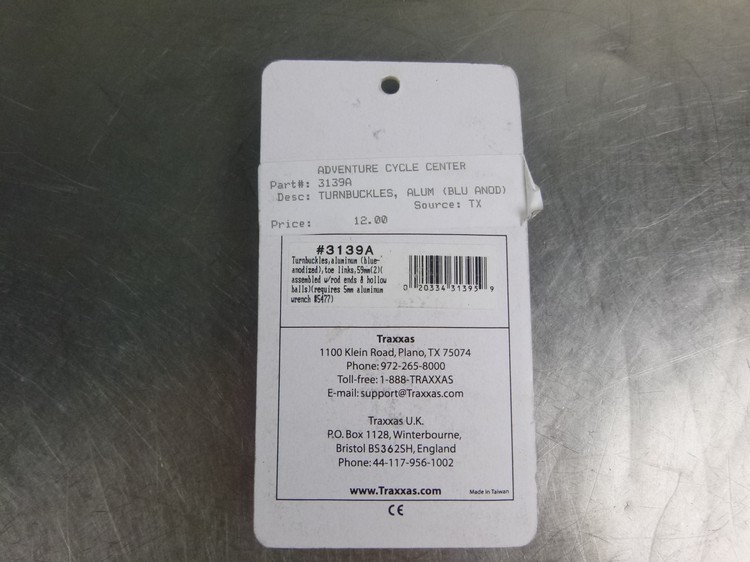 ADVENTURE CYCLE CENTER
Part#: 3139A
Desc: TURNBUCKLES, ALUM (BLU ANOD)
Source: TX
Price: 12.00
#3139A
Turnbuckles,aluminum (blue-
anodized),toe links,59mm(2)(
assembled w/rod ends & hollow
balls)(requires 5mm aluminum
wrench #5477)
0 20334 31395 9
Traxxas
1100 Klein Road, Plano, TX 75074
Phone: 972-265-8000
Toll-free: 1-888-TRAXXAS
E-mail: support@Traxxas.com
Traxxas U.K.
P.O. Box 1128, Winterbourne,
Bristol BS362SH, England
Phone: 44-117-956-1002
www.Traxxas.com
Made in Taiwan
CE